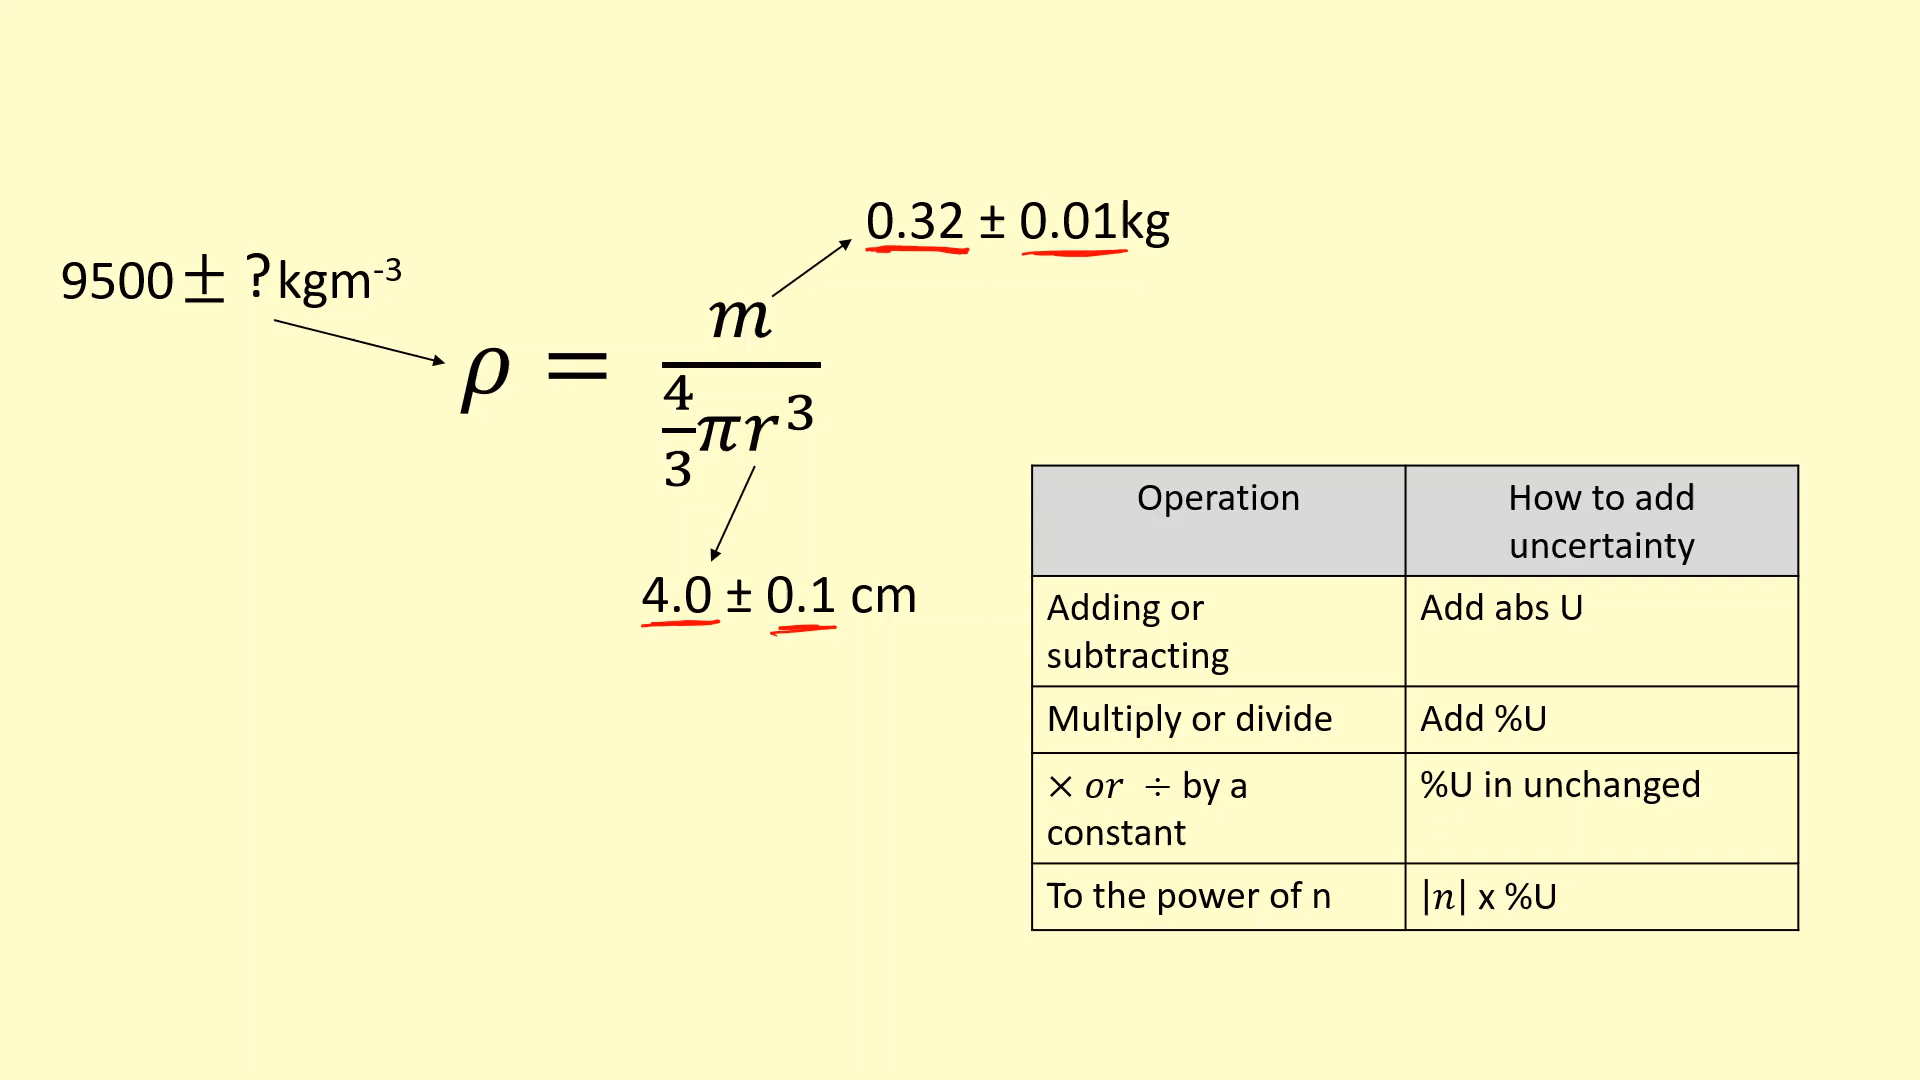 0.32 ± 0.01kg
9500 ± ?kgm⁻³
ρ = m / (4/3 πr³)
4.0 ± 0.1 cm
Operation
How to add
uncertainty
Adding or
subtracting
Add abs U
Multiply or divide
Add %U
× or ÷ by a
constant
%U in unchanged
To the power of n
|n| x %U